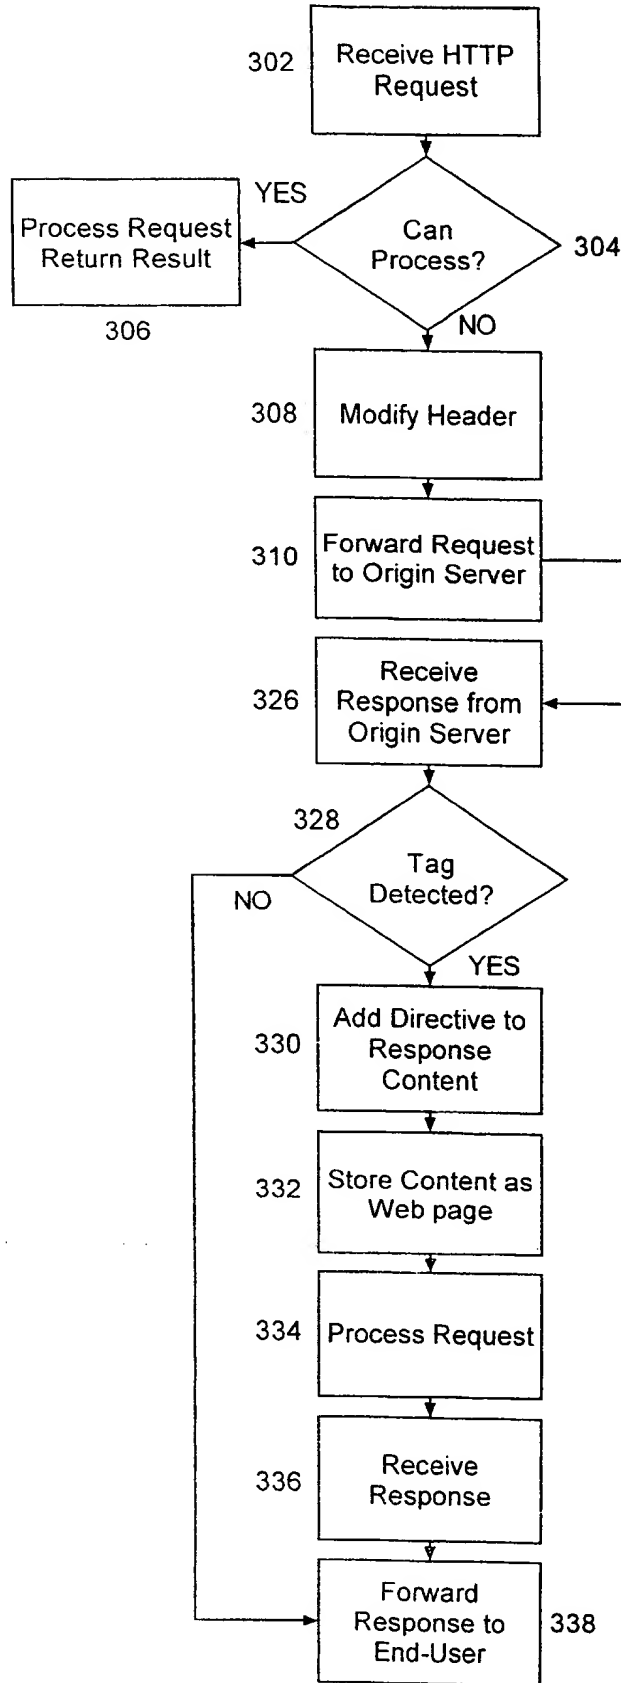 302
Receive HTTP
Request
YES
Process Request
Return Result
306
Can
Process?
304
NO
308
Modify Header
310
Forward Request
to Origin Server
326
Receive
Response from
Origin Server
328
Tag
Detected?
NO
YES
330
Add Directive to
Response
Content
332
Store Content as
Web page
334
Process Request
336
Receive
Response
Forward
Response to
End-User
338